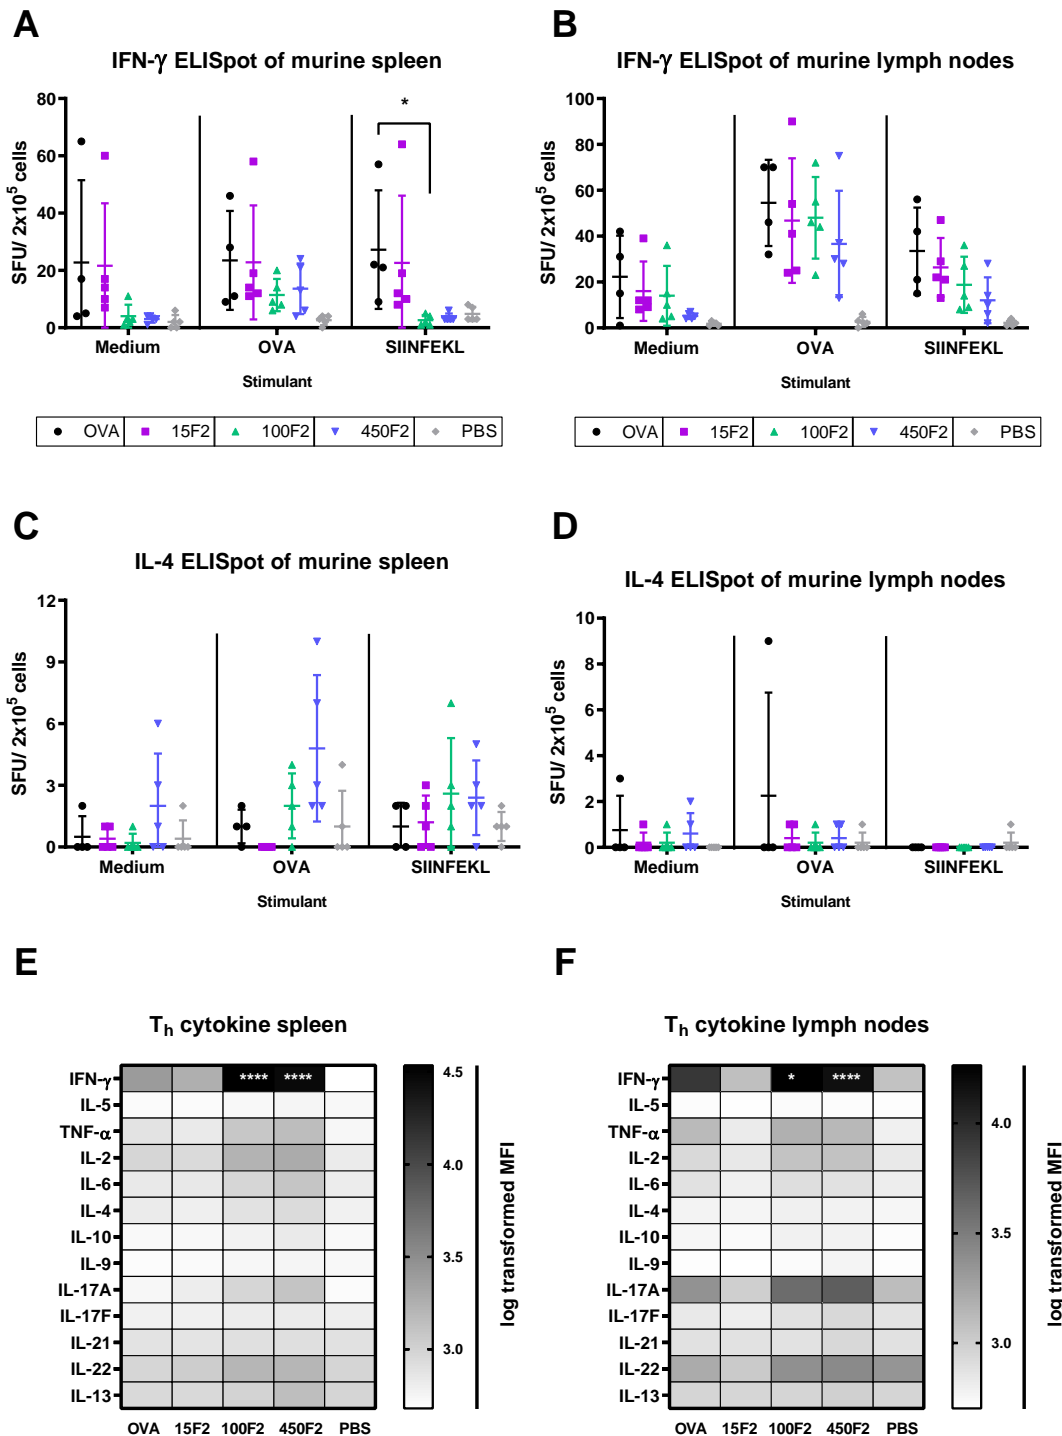 A
IFN-γ ELISpot of murine spleen
SFU/ 2x10⁵ cells
80
60
40
20
0
*
Medium
OVA
SIINFEKL
Stimulant
OVA
15F2
100F2
450F2
PBS
B
IFN-γ ELISpot of murine lymph nodes
SFU/ 2x10⁵ cells
100
80
60
40
20
0
Medium
OVA
SIINFEKL
Stimulant
OVA
15F2
100F2
450F2
PBS
C
IL-4 ELISpot of murine spleen
SFU/ 2x10⁵ cells
12
9
6
3
0
Medium
OVA
SIINFEKL
Stimulant
D
IL-4 ELISpot of murine lymph nodes
SFU/ 2x10⁵ cells
10
8
6
4
2
0
Medium
OVA
SIINFEKL
Stimulant
E
Tₕ cytokine spleen
IFN-γ
IL-5
TNF-α
IL-2
IL-6
IL-4
IL-10
IL-9
IL-17A
IL-17F
IL-21
IL-22
IL-13
**** ****
OVA 15F2 100F2 450F2 PBS
4.5
4.0
3.5
3.0
log transformed MFI
F
Tₕ cytokine lymph nodes
IFN-γ
IL-5
TNF-α
IL-2
IL-6
IL-4
IL-10
IL-9
IL-17A
IL-17F
IL-21
IL-22
IL-13
* ****
OVA 15F2 100F2 450F2 PBS
4.0
3.5
3.0
log transformed MFI